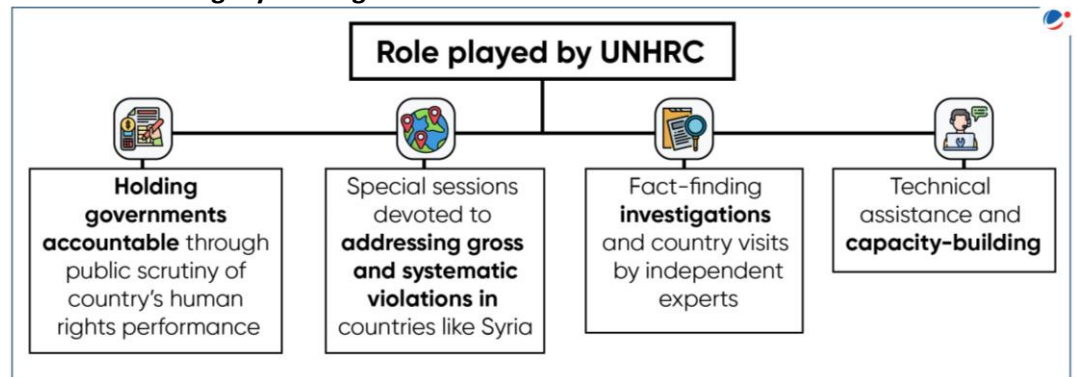 Role played by UNHRC
Holding
governments
accountable through
public scrutiny of
country's human
rights performance
Special sessions
devoted to
addressing gross
and systematic
violations in
countries like Syria
Fact-finding
investigations
and country visits
by independent
experts
Technical
assistance and
capacity-building